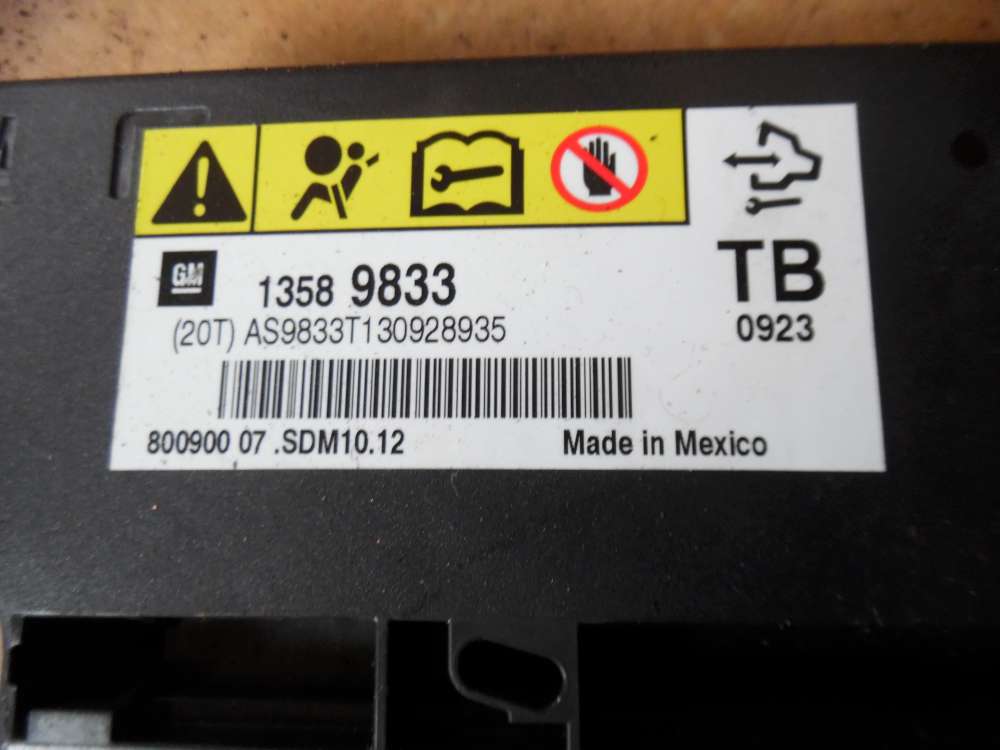 GM
1358 9833
(20T) AS9833T130928935
TB
0923
800900 07 .SDM10.12
Made in Mexico